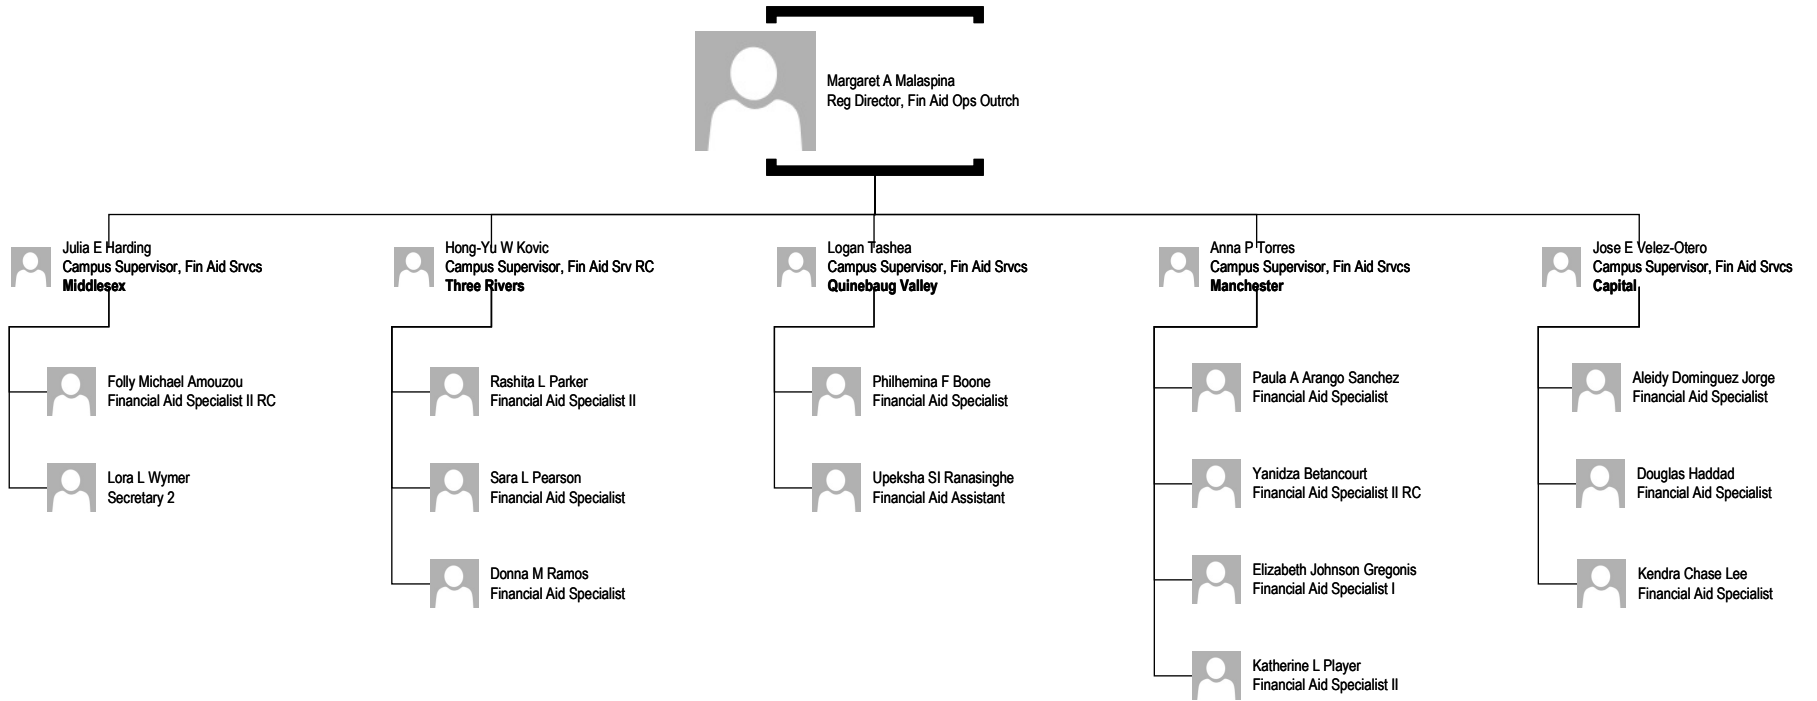 Margaret A Malaspina
Reg Director, Fin Aid Ops Outrch
Julia E Harding
Campus Supervisor, Fin Aid Srvcs
Middlesex
Folly Michael Amouzou
Financial Aid Specialist II RC
Lora L Wymer
Secretary 2
Hong-Yu W Kovic
Campus Supervisor, Fin Aid Srv RC
Three Rivers
Rashita L Parker
Financial Aid Specialist II
Sara L Pearson
Financial Aid Specialist
Donna M Ramos
Financial Aid Specialist
Logan Tashea
Campus Supervisor, Fin Aid Srvcs
Quinebaug Valley
Philhemina F Boone
Financial Aid Specialist
Upeksha SI Ranasinghe
Financial Aid Assistant
Anna P Torres
Campus Supervisor, Fin Aid Srvcs
Manchester
Paula A Arango Sanchez
Financial Aid Specialist
Yanidza Betancourt
Financial Aid Specialist II RC
Elizabeth Johnson Gregonis
Financial Aid Specialist I
Katherine L Player
Financial Aid Specialist II
Jose E Velez-Otero
Campus Supervisor, Fin Aid Srvcs
Capital
Aleidy Dominguez Jorge
Financial Aid Specialist
Douglas Haddad
Financial Aid Specialist
Kendra Chase Lee
Financial Aid Specialist